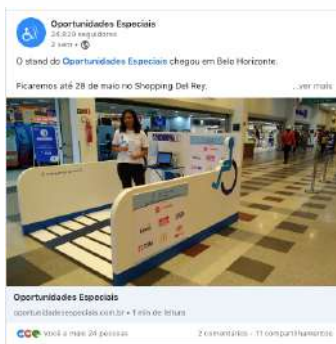 Oportunidades Especiais
26.829 seguidores
2 sem •
O stand do Oportunidades Especiais chegou em Belo Horizonte.
Ficaremos até 28 de maio no Shopping Del Rey.
...ver mais
Oportunidades Especiais
oportunidadesespeciais.com.br • 1 min de leitura
Você e mais 24 pessoas
2 comentários • 11 compartilhamentos